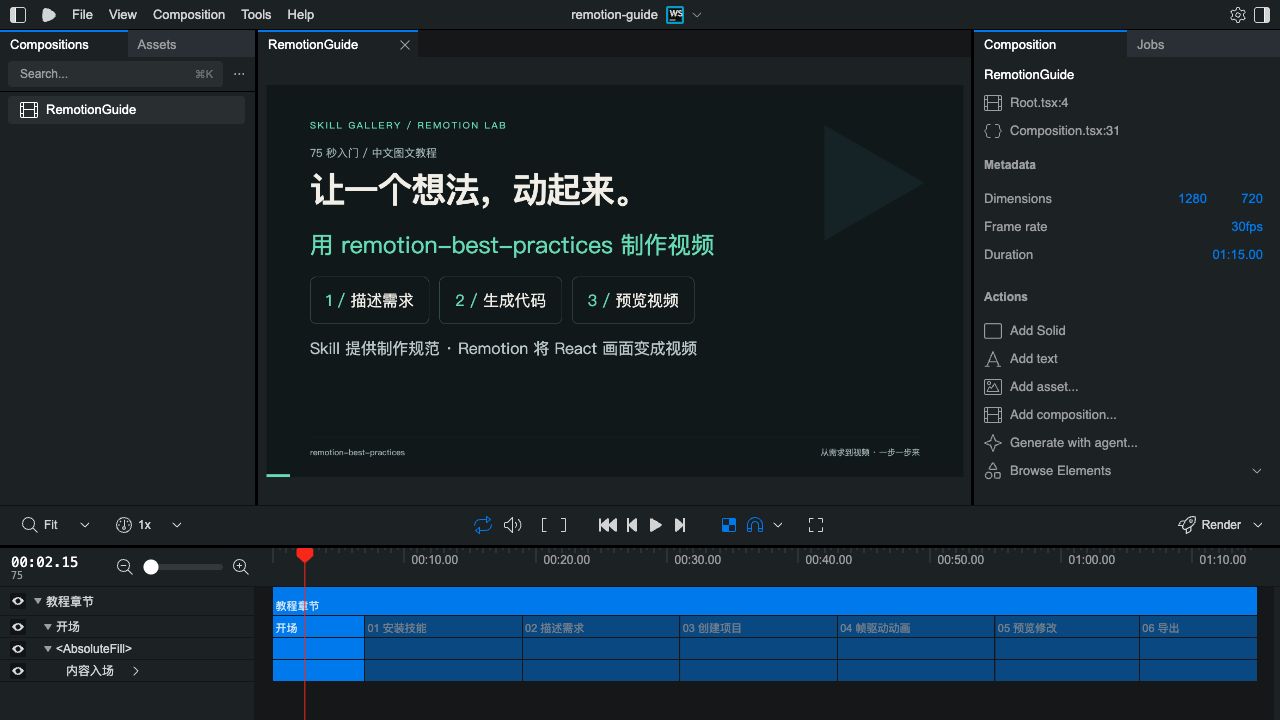 File View Composition Tools Help
remotion-guide WS
Compositions Assets
Search... ⌘K ...
RemotionGuide
RemotionGuide
SKILL GALLERY / REMOTION LAB
75 秒入门 / 中文图文教程
让一个想法，动起来。
用 remotion-best-practices 制作视频
1 / 描述需求 2 / 生成代码 3 / 预览视频
Skill 提供制作规范 · Remotion 将 React 画面变成视频
remotion-best-practices 从需求到视频 · 一步一步来
Composition Jobs
RemotionGuide
Root.tsx:4
Composition.tsx:31
Metadata
Dimensions 1280 720
Frame rate 30fps
Duration 01:15.00
Actions
Add Solid
Add text
Add asset...
Add composition...
Generate with agent...
Browse Elements
Fit 1x Render
00:02.15
75
00:10.00 00:20.00 00:30.00 00:40.00 00:50.00 01:00.00 01:10.00
教程章节
开场
<AbsoluteFill>
内容入场
教程章节
开场 01 安装技能 02 描述需求 03 创建项目 04 帧驱动动画 05 预览修改 06 导出